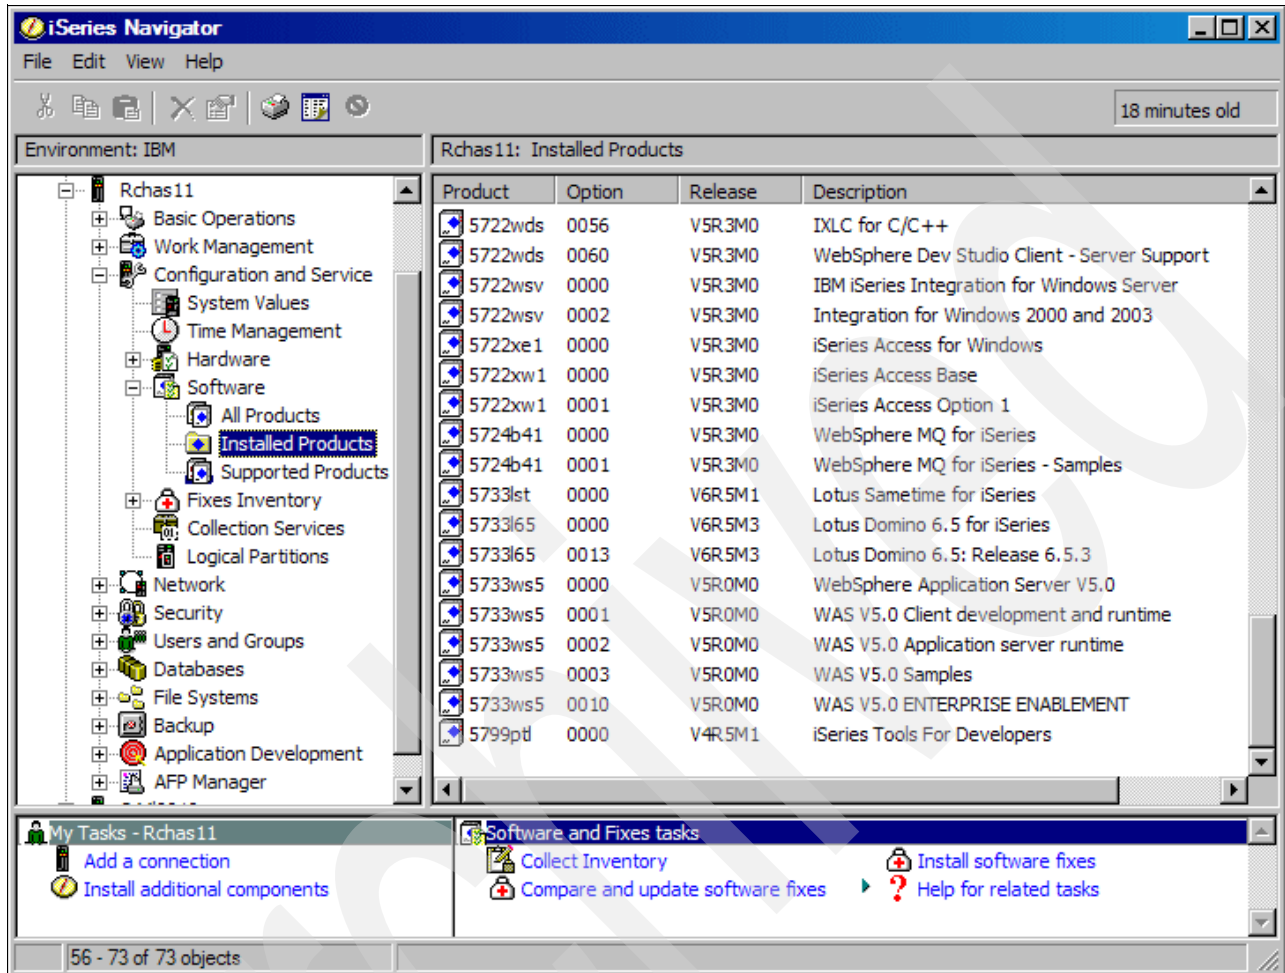 iSeries Navigator
File Edit View Help
18 minutes old
Environment: IBM
Rchas11: Installed Products
Rchas11
Basic Operations
Work Management
Configuration and Service
System Values
Time Management
Hardware
Software
All Products
Installed Products
Supported Products
Fixes Inventory
Collection Services
Logical Partitions
Network
Security
Users and Groups
Databases
File Systems
Backup
Application Development
AFP Manager
Product Option Release Description
5722wds 0056 V5R3M0 IXLC for C/C++
5722wds 0060 V5R3M0 WebSphere Dev Studio Client - Server Support
5722wsv 0000 V5R3M0 IBM iSeries Integration for Windows Server
5722wsv 0002 V5R3M0 Integration for Windows 2000 and 2003
5722xe1 0000 V5R3M0 iSeries Access for Windows
5722xw1 0000 V5R3M0 iSeries Access Base
5722xw1 0001 V5R3M0 iSeries Access Option 1
5724b41 0000 V5R3M0 WebSphere MQ for iSeries
5724b41 0001 V5R3M0 WebSphere MQ for iSeries - Samples
5733lst 0000 V6R5M1 Lotus Sametime for iSeries
5733l65 0000 V6R5M3 Lotus Domino 6.5 for iSeries
5733l65 0013 V6R5M3 Lotus Domino 6.5: Release 6.5.3
5733ws5 0000 V5R0M0 WebSphere Application Server V5.0
5733ws5 0001 V5R0M0 WAS V5.0 Client development and runtime
5733ws5 0002 V5R0M0 WAS V5.0 Application server runtime
5733ws5 0003 V5R0M0 WAS V5.0 Samples
5733ws5 0010 V5R0M0 WAS V5.0 ENTERPRISE ENABLEMENT
5799ptl 0000 V4R5M1 iSeries Tools For Developers
My Tasks - Rchas11
Add a connection
Install additional components
Software and Fixes tasks
Collect Inventory
Compare and update software fixes
Install software fixes
Help for related tasks
56 - 73 of 73 objects